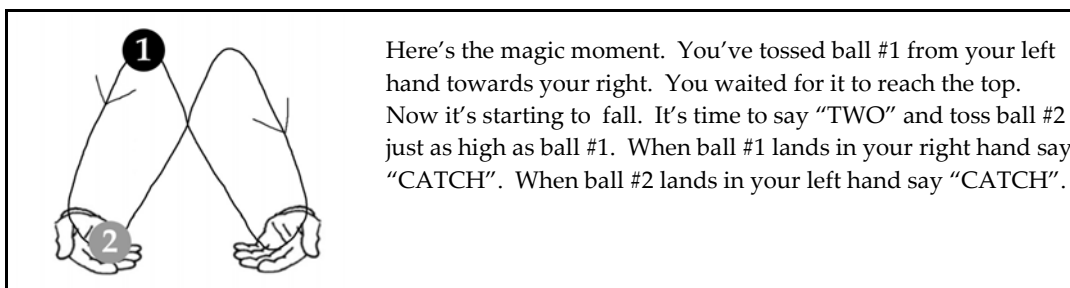 1
2
Here’s the magic moment.  You’ve tossed ball #1 from your left
hand towards your right.  You waited for it to reach the top.
Now it’s starting to  fall.  It’s time to say “TWO” and toss ball #2
just as high as ball #1.  When ball #1 lands in your right hand say
“CATCH”.  When ball #2 lands in your left hand say “CATCH”.